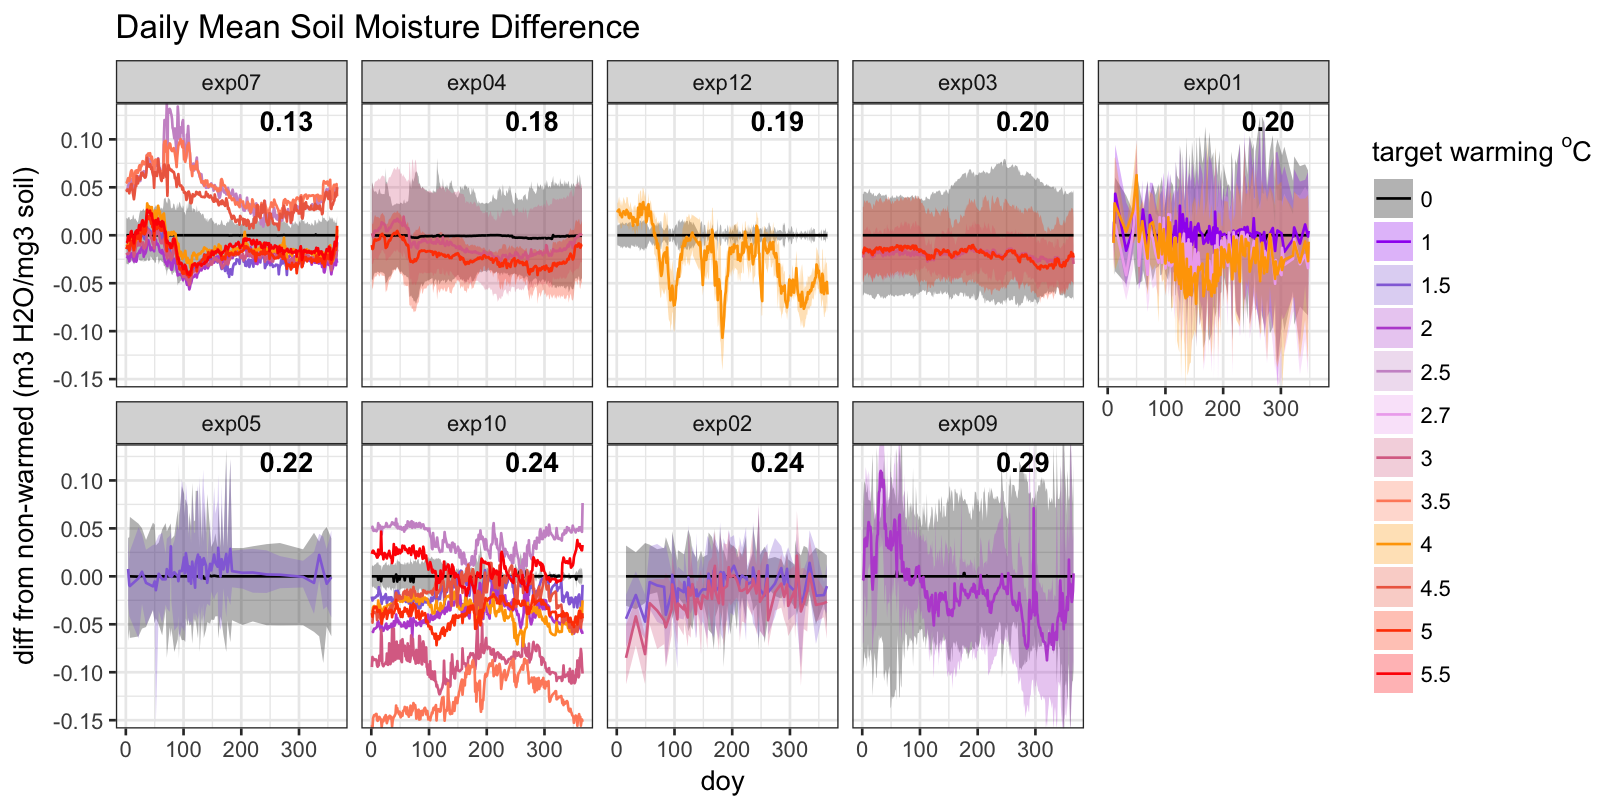 Daily Mean Soil Moisture Difference
exp07 exp04 exp12 exp03 exp01
0.13 0.18 0.19 0.20 0.20
0.10
0.05
0.00
-0.05
-0.10
-0.15
0 100 200 300
exp05 exp10 exp02 exp09
0.22 0.24 0.24 0.29
0.10
0.05
0.00
-0.05
-0.10
-0.15
0 100 200 300 0 100 200 300 0 100 200 300 0 100 200 300
doy
diff from non-warmed (m3 H2O/mg3 soil)
target warming °C
0
1
1.5
2
2.5
2.7
3
3.5
4
4.5
5
5.5